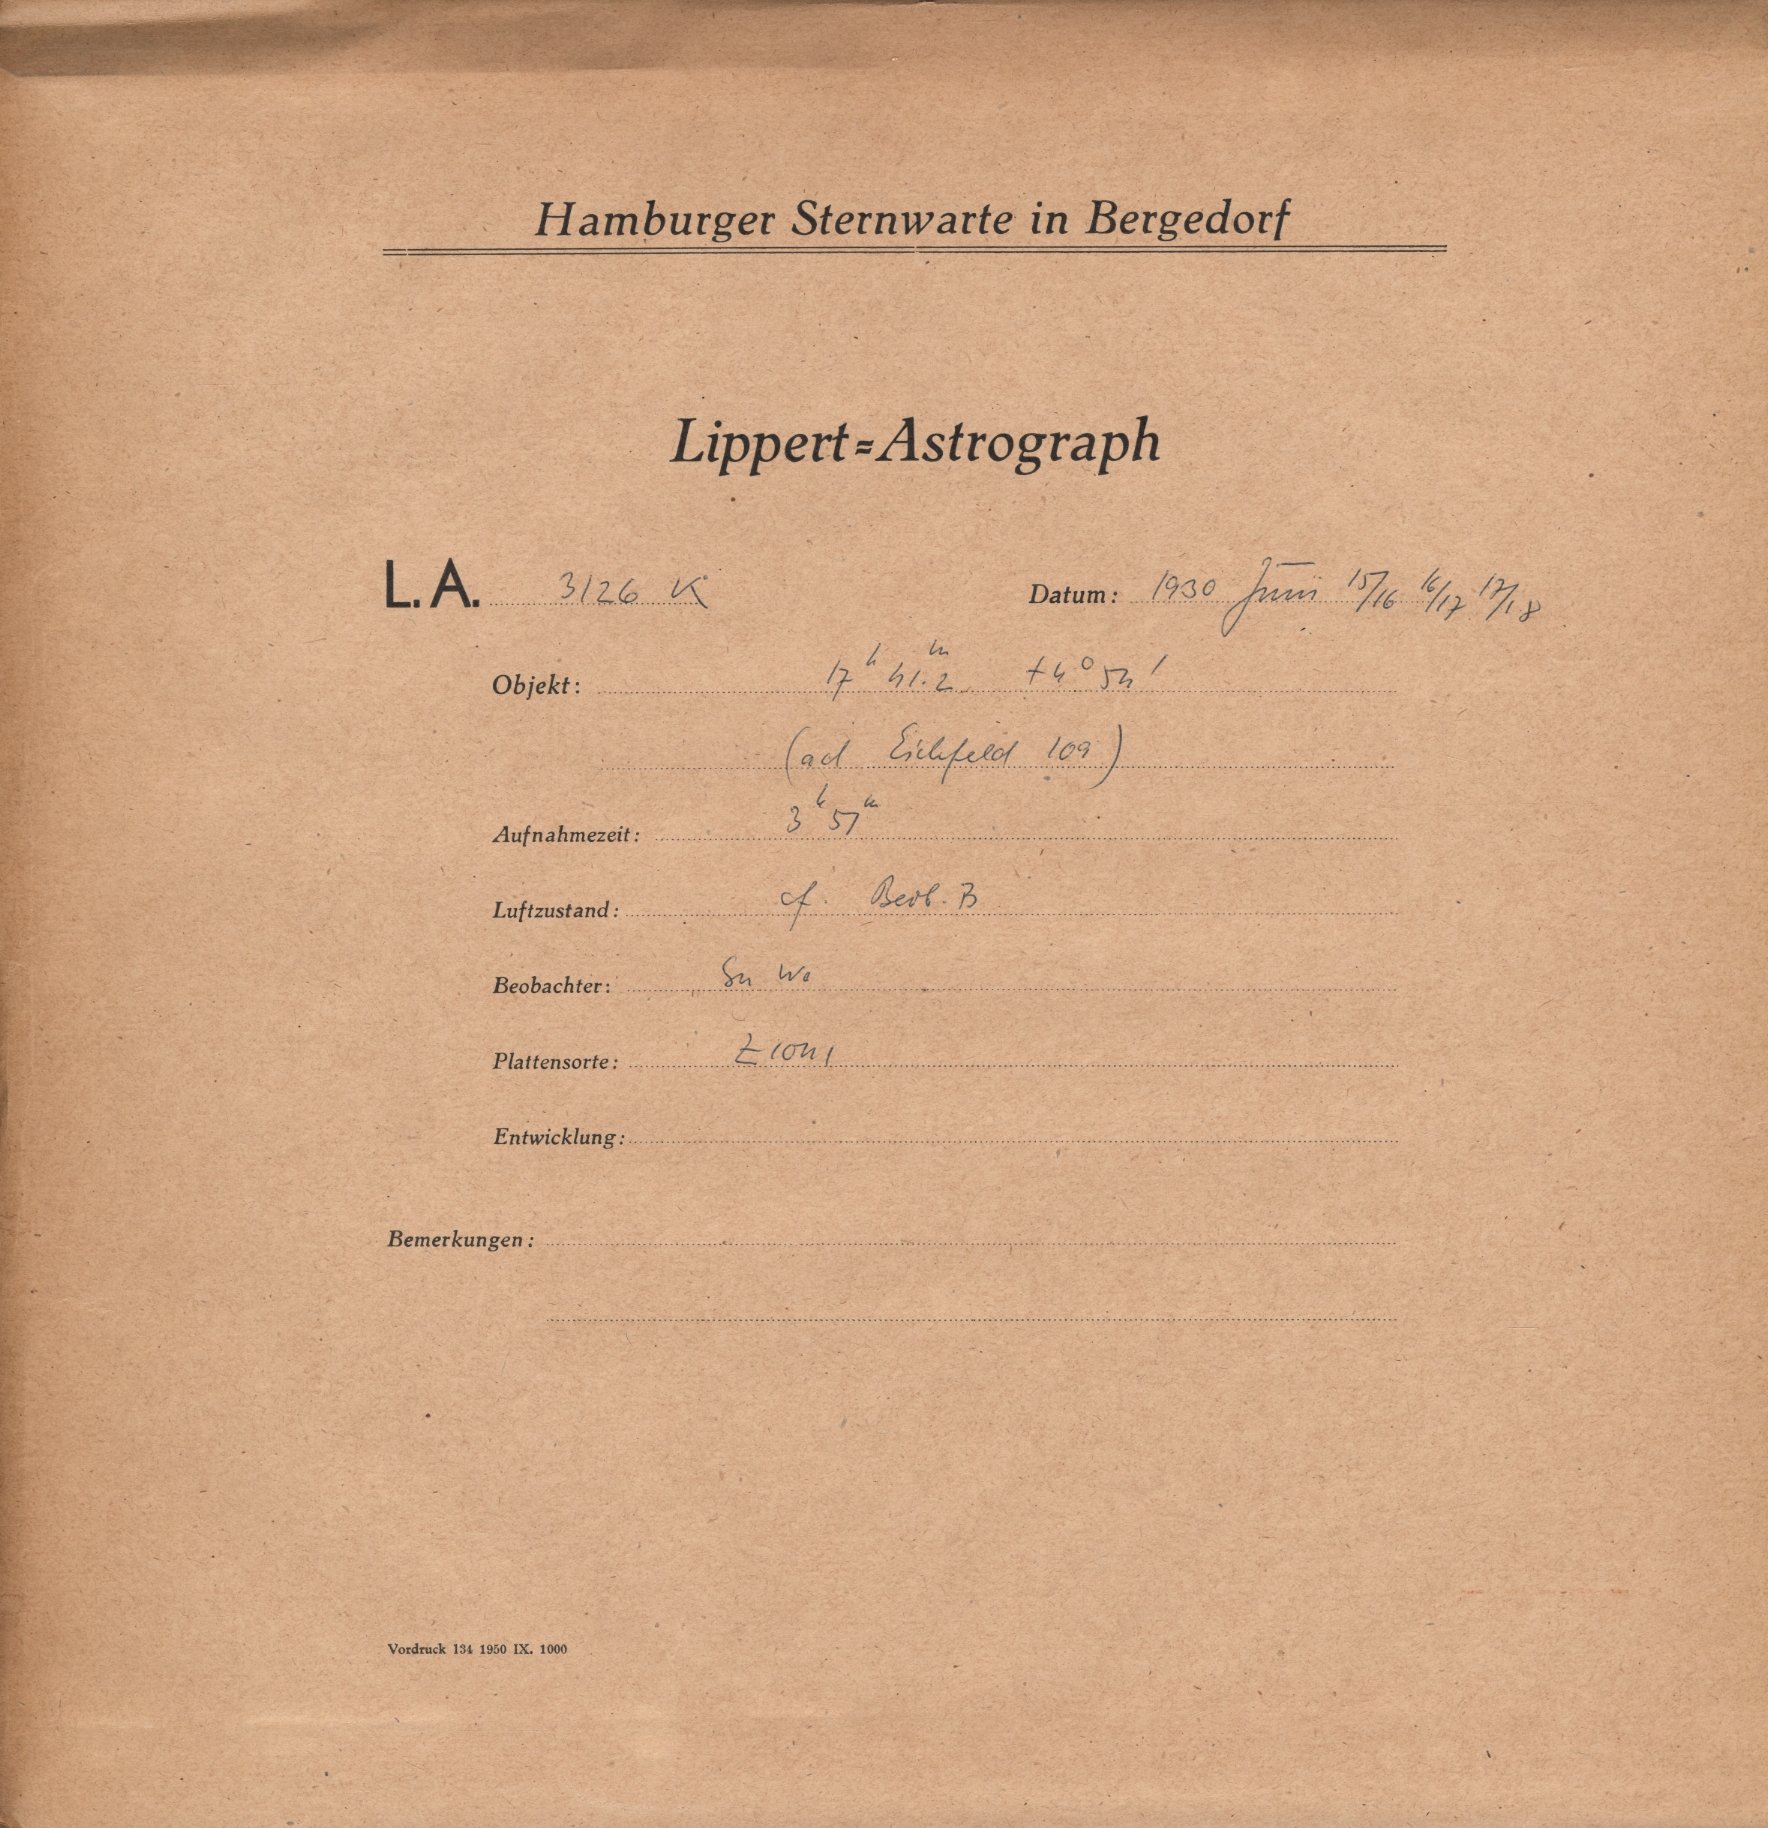 Hamburger Sternwarte in Bergedorf
Lippert=Astrograph
L.A. 3126 K Datum: 1930 Juni 15/16 16/17 17/18
Objekt: 17h 41.2m +4° 54'
(ad Eichfeld 109)
Aufnahmezeit: 3h 57m
Luftzustand: cf. Beob. B
Beobachter: Wa
Plattensorte:
Entwicklung:
Bemerkungen:
Vordruck 134 1950 IX. 1000